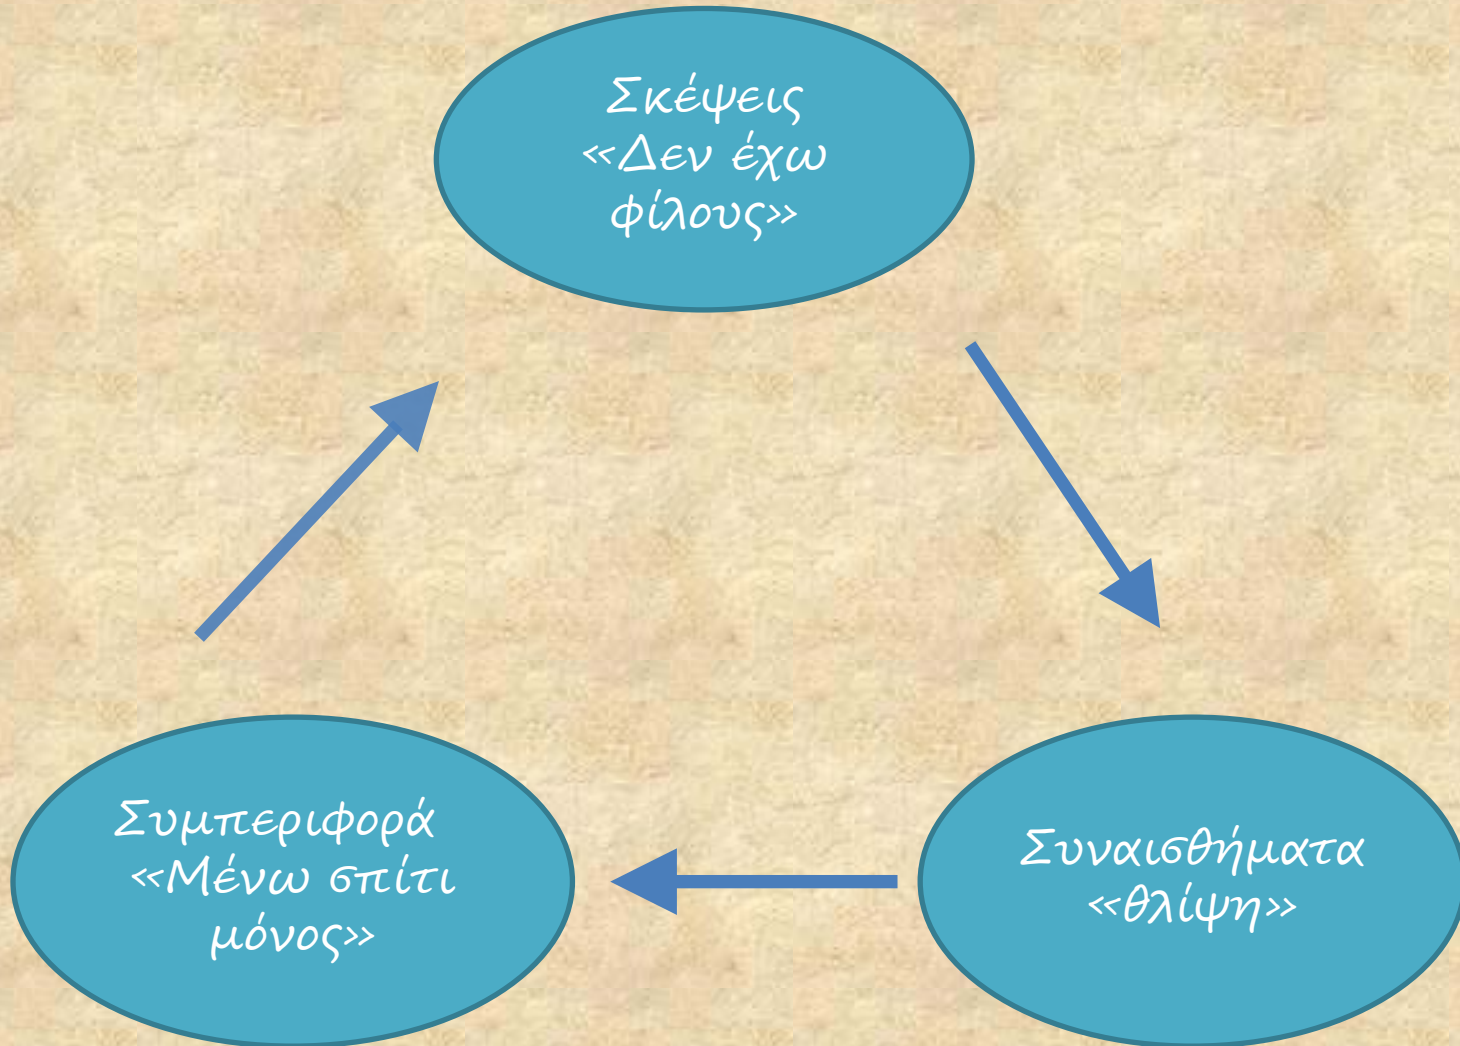 Σκέψεις
«Δεν έχω
φίλους»
Συμπεριφορά
«Μένω σπίτι
μόνος»
Συναισθήματα
«θλίψη»